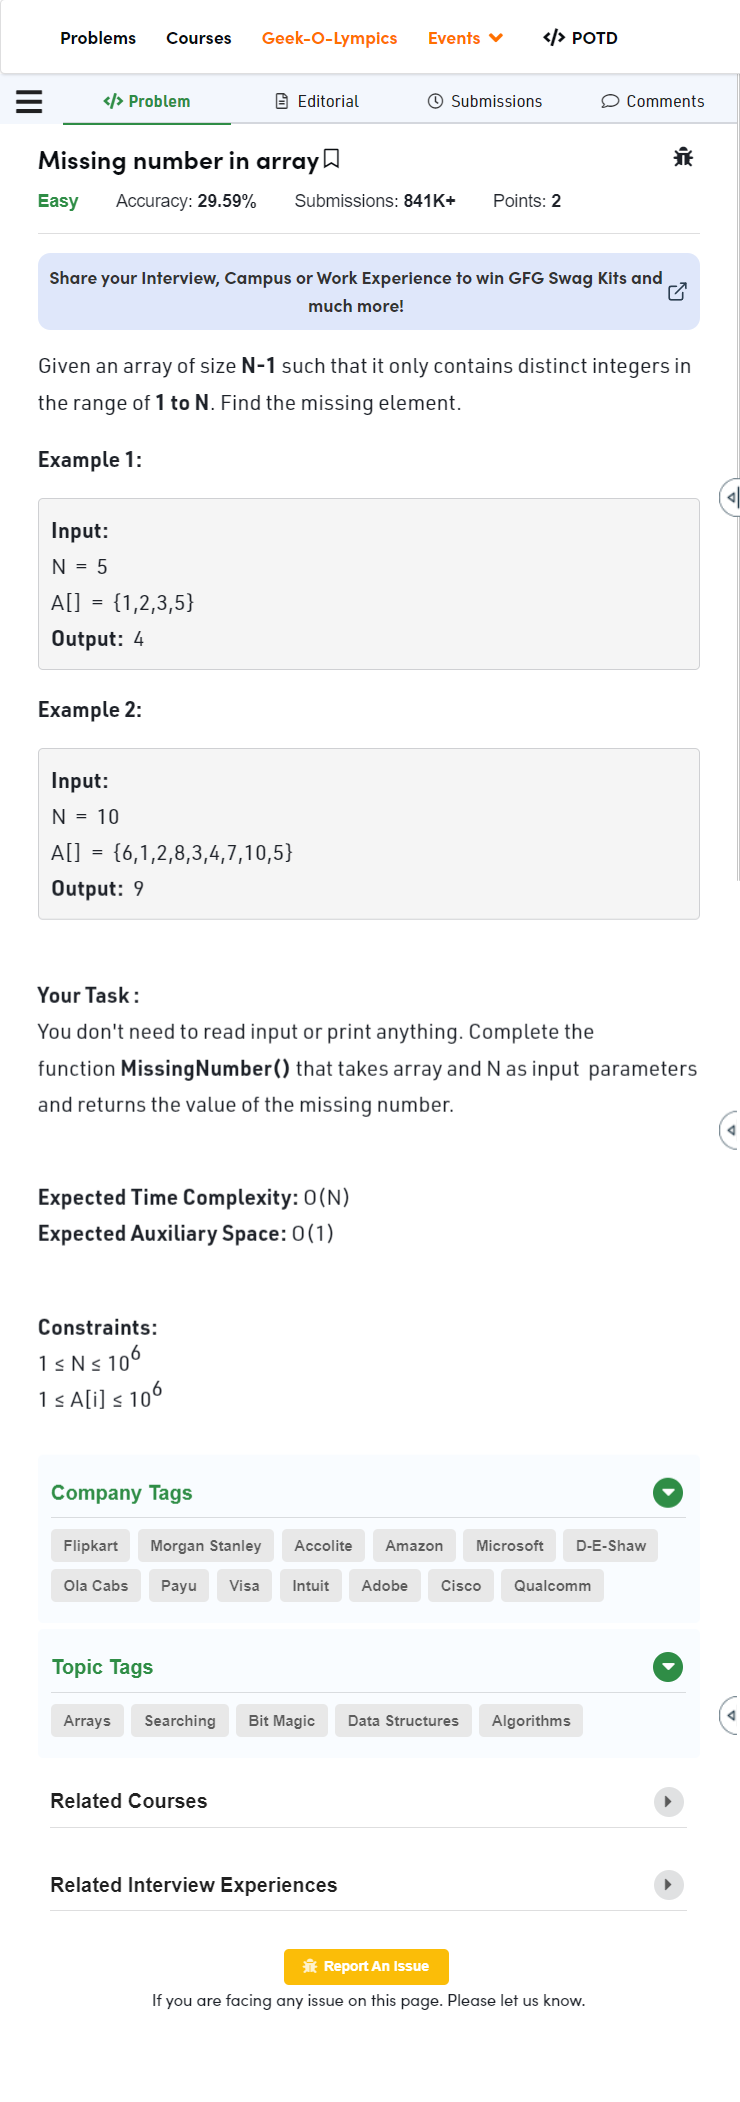 Problems Courses Geek-O-Lympics Events </> POTD
</> Problem Editorial Submissions Comments
Missing number in array
Easy Accuracy: 29.59% Submissions: 841K+ Points: 2
Share your Interview, Campus or Work Experience to win GFG Swag Kits and
much more!
Given an array of size N-1 such that it only contains distinct integers in
the range of 1 to N. Find the missing element.
Example 1:
Input:
N = 5
A[] = {1,2,3,5}
Output: 4
Example 2:
Input:
N = 10
A[] = {6,1,2,8,3,4,7,10,5}
Output: 9
Your Task :
You don't need to read input or print anything. Complete the
function MissingNumber() that takes array and N as input  parameters
and returns the value of the missing number.
Expected Time Complexity: O(N)
Expected Auxiliary Space: O(1)
Constraints:
1 ≤ N ≤ 10⁶
1 ≤ A[i] ≤ 10⁶
Company Tags
Flipkart Morgan Stanley Accolite Amazon Microsoft D-E-Shaw
Ola Cabs Payu Visa Intuit Adobe Cisco Qualcomm
Topic Tags
Arrays Searching Bit Magic Data Structures Algorithms
Related Courses
Related Interview Experiences
Report An Issue
If you are facing any issue on this page. Please let us know.